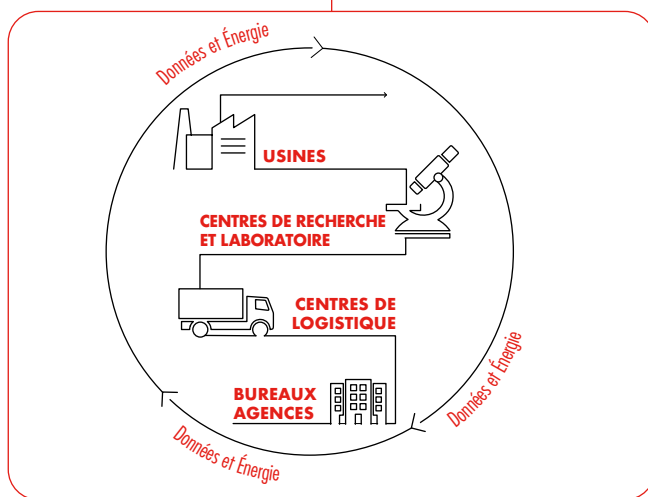 Données et Énergie
USINES
CENTRES DE RECHERCHE
ET LABORATOIRE
CENTRES DE
LOGISTIQUE
BUREAUX
AGENCES
Données et Énergie
Données et Énergie